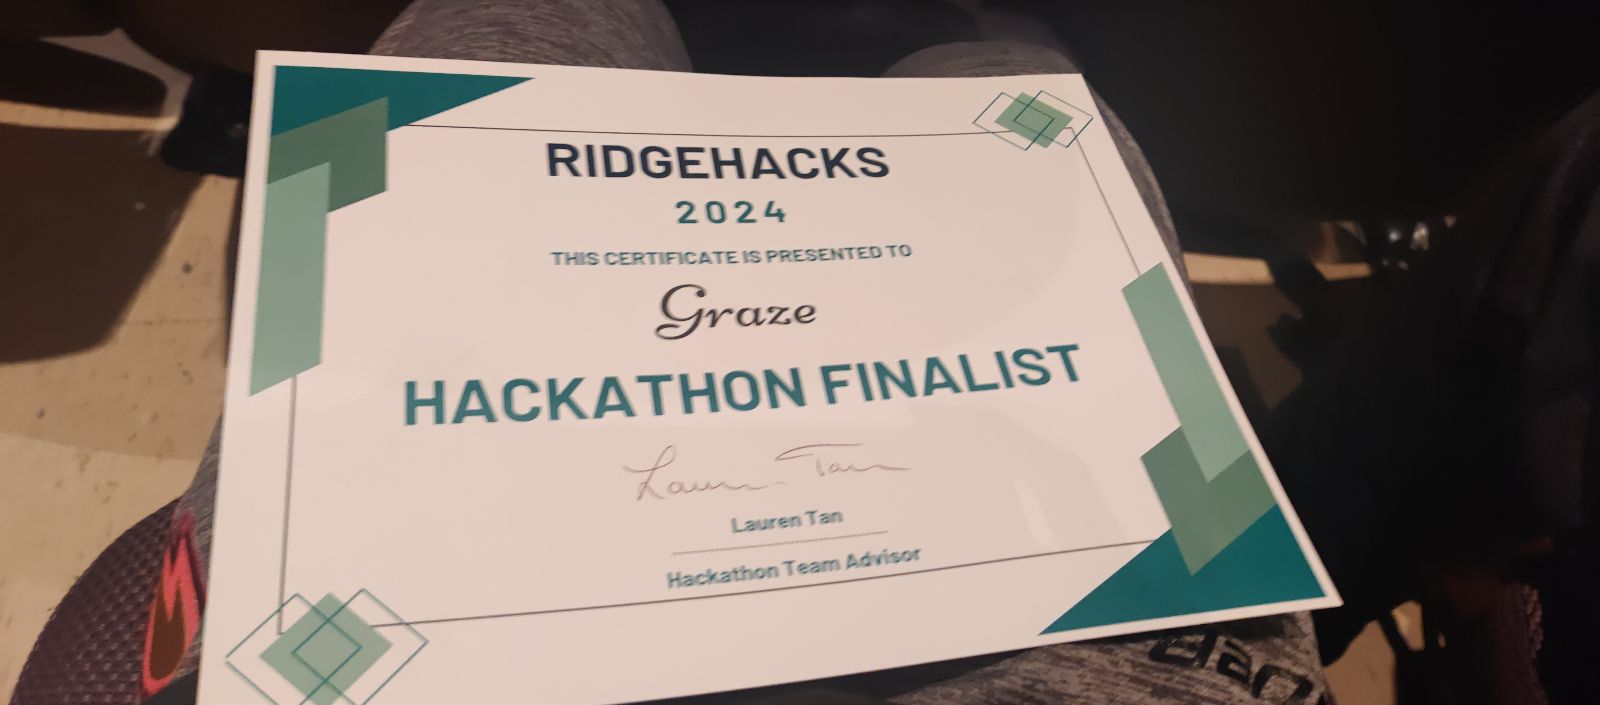 RIDGEHACKS
2024
THIS CERTIFICATE IS PRESENTED TO
Graze
HACKATHON FINALIST
Lauren Tan
Lauren Tan
Hackathon Team Advisor